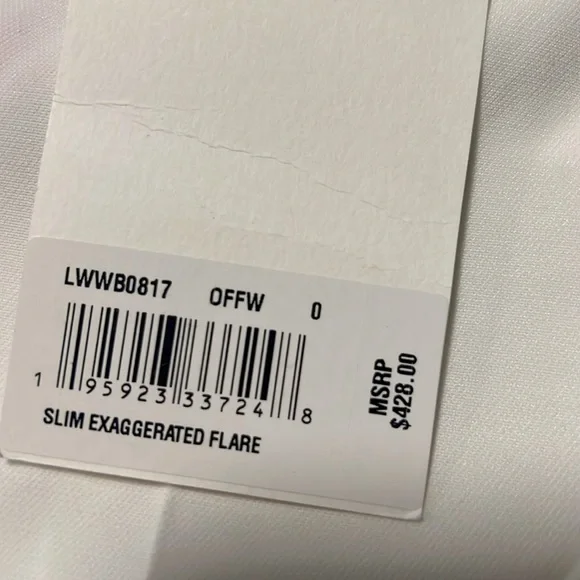 LWWB0817 OFFW 0
1 95923 33724 8
SLIM EXAGGERATED FLARE
MSRP
$428.00